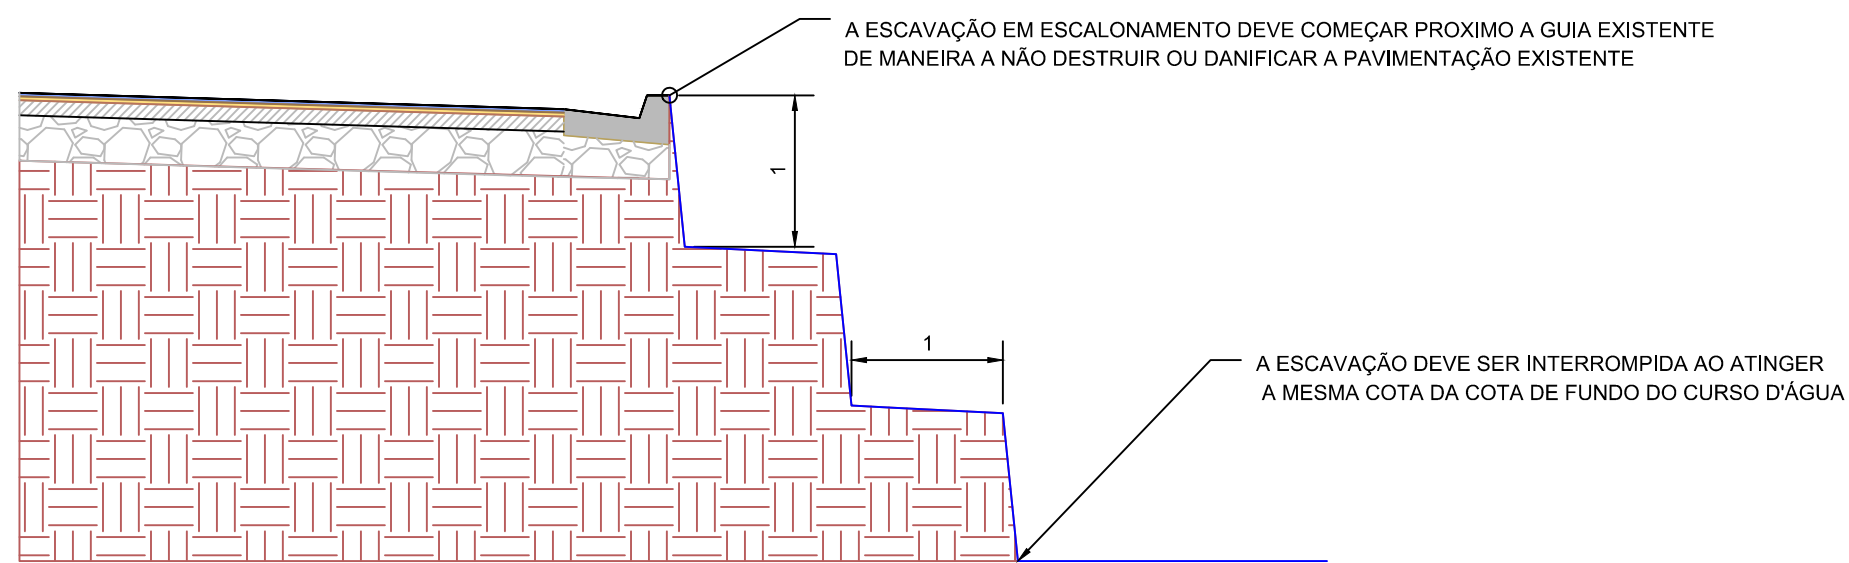 A ESCAVAÇÃO EM ESCALONAMENTO DEVE COMEÇAR PROXIMO A GUIA EXISTENTE
DE MANEIRA A NÃO DESTRUIR OU DANIFICAR A PAVIMENTAÇÃO EXISTENTE
1
1
A ESCAVAÇÃO DEVE SER INTERROMPIDA AO ATINGER
A MESMA COTA DA COTA DE FUNDO DO CURSO D'ÁGUA